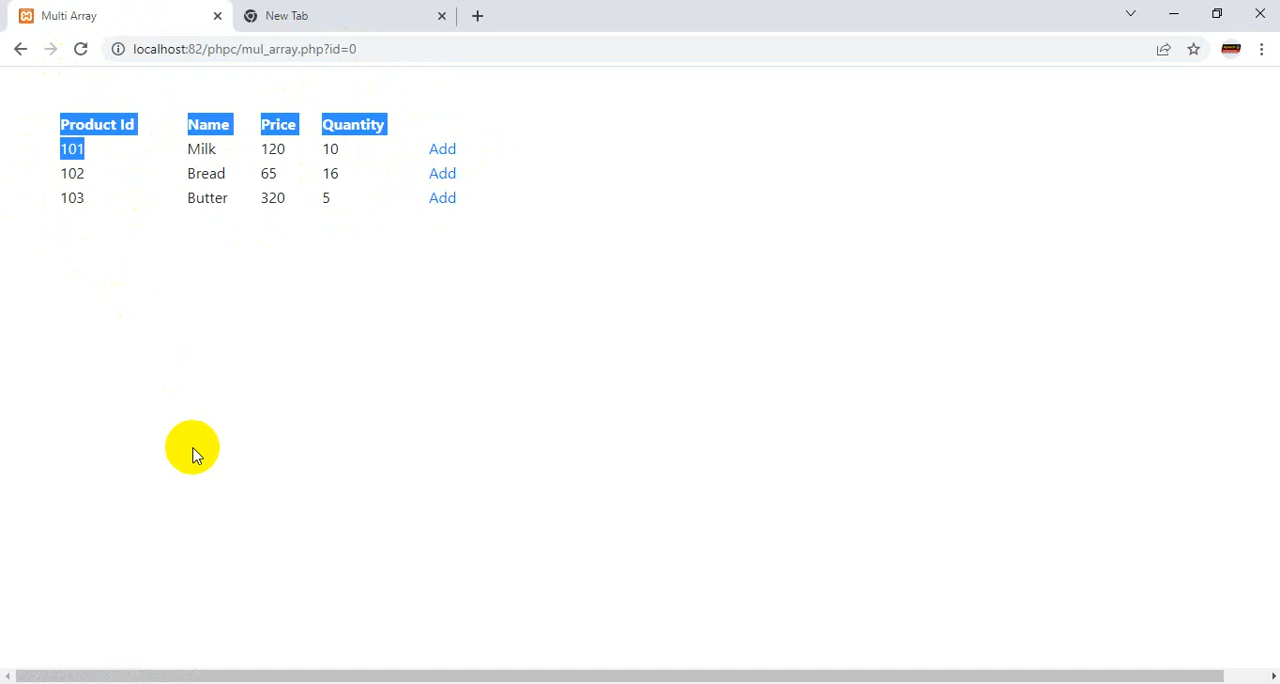 Multi Array
New Tab
localhost:82/phpc/mul_array.php?id=0
Product Id Name Price Quantity
101 Milk 120 10 Add
102 Bread 65 16 Add
103 Butter 320 5 Add